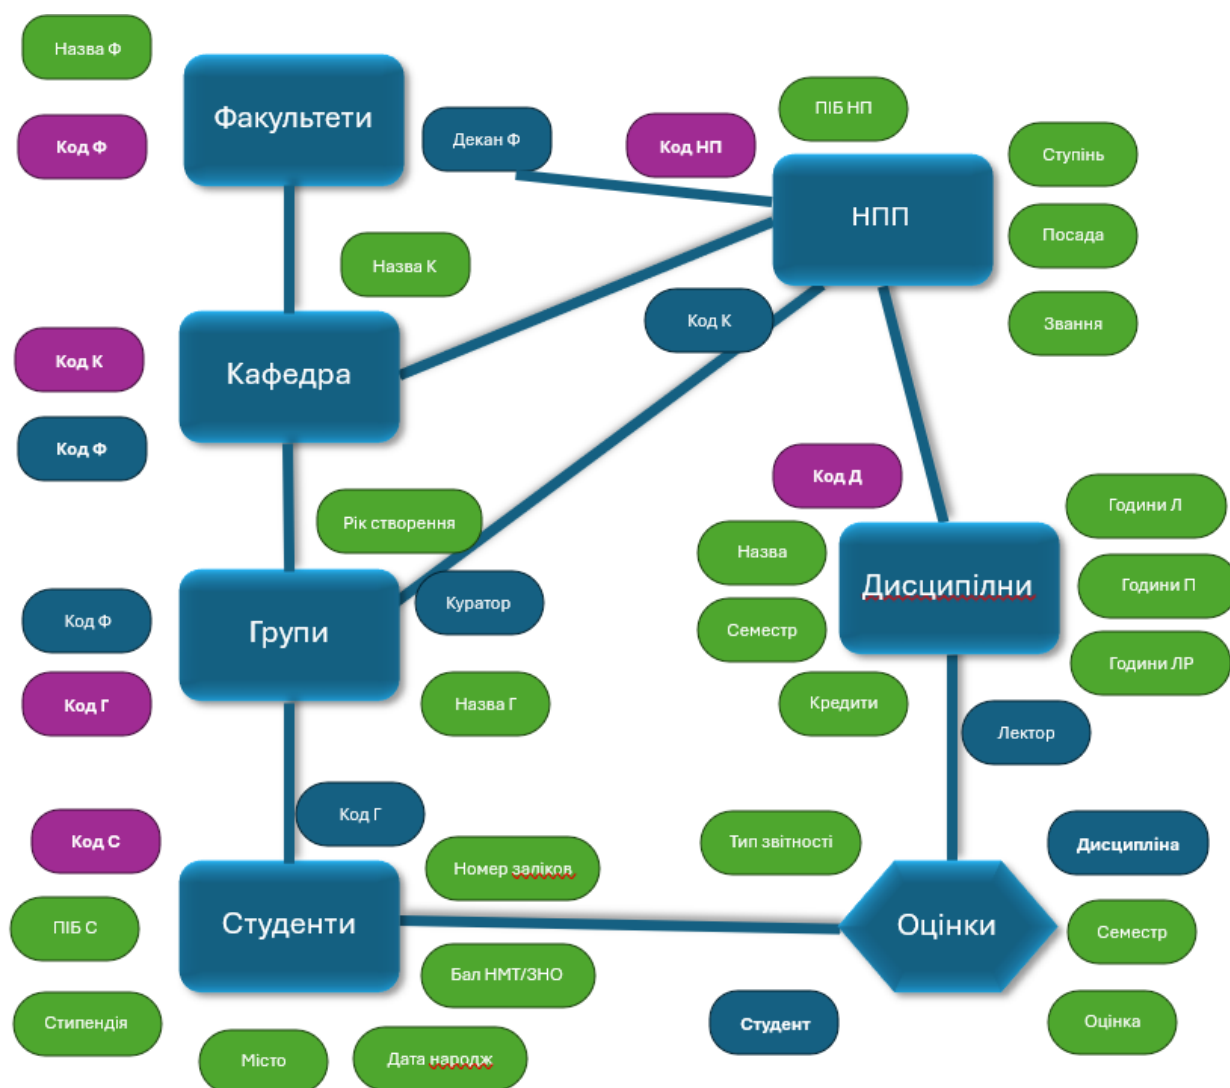 Назва Ф
Факультети
Код Ф
Декан Ф
Код НП
ПІБ НП
НПП
Ступінь
Посада
Звання
Назва К
Код К
Код К
Кафедра
Код Ф
Код Д
Рік створення
Назва
Дисципілни
Години Л
Години П
Години ЛР
Семестр
Кредити
Лектор
Код Ф
Групи
Куратор
Код Г
Назва Г
Код Г
Код С
Номер заліков
Тип звітності
Дисципліна
Студенти
Оцінки
ПІБ С
Семестр
Бал НМТ/ЗНО
Стипендія
Студент
Оцінка
Місто
Дата народж